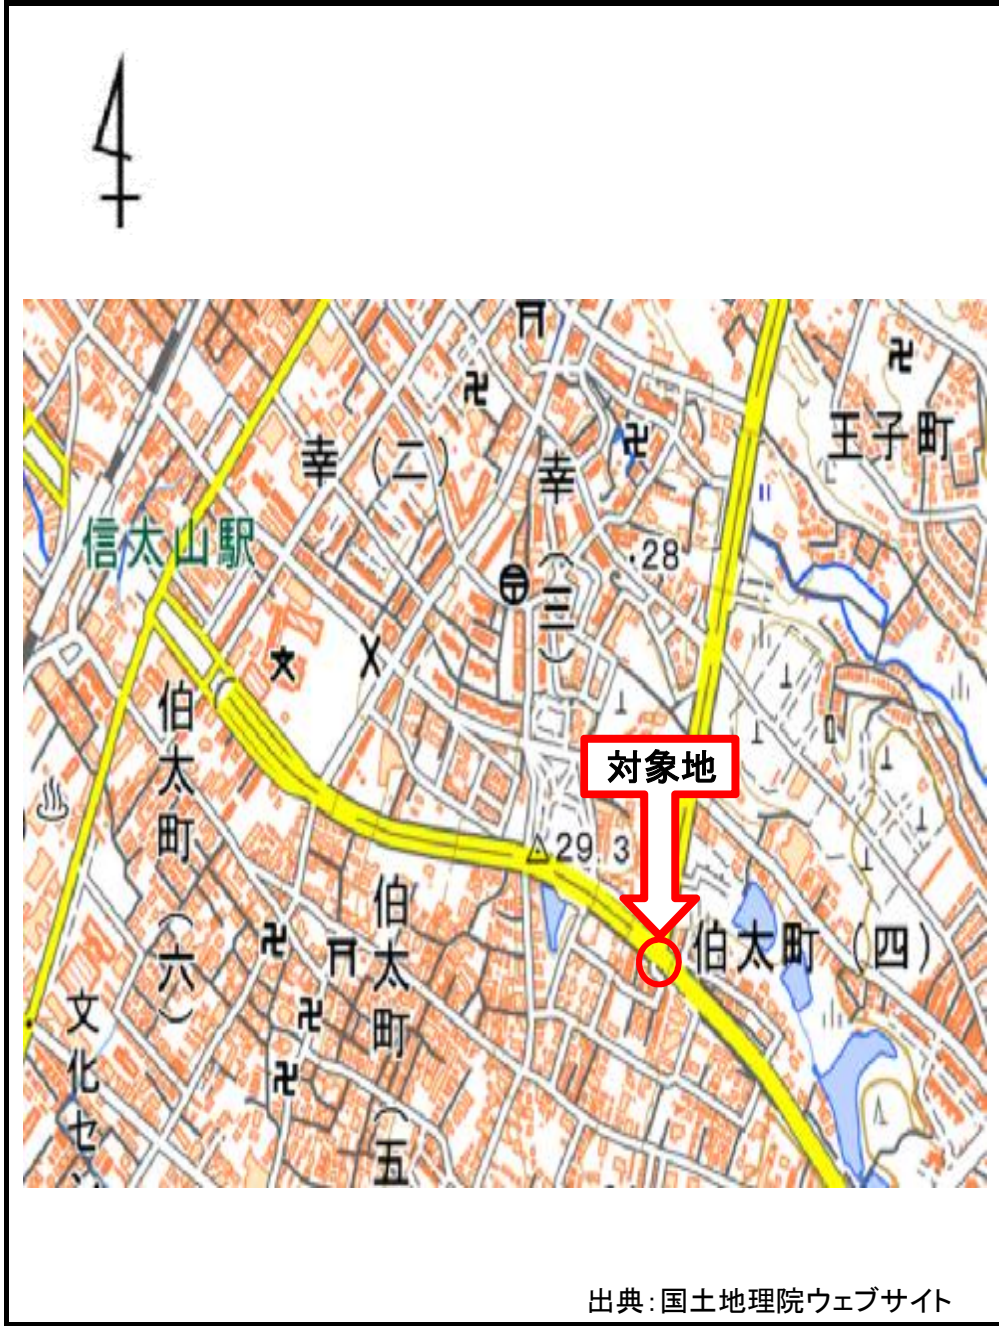 王子町
幸(二)
幸(三)
信太山駅
・28
対象地
29.3
伯太町(六)
伯太町(五
伯太町(四)
文化セン
出典:国土地理院ウェブサイト